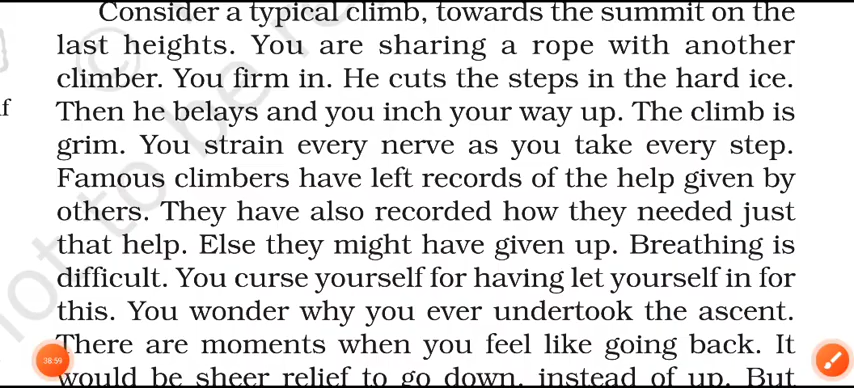 Consider a typical climb, towards the summit on the
last heights. You are sharing a rope with another
climber. You firm in. He cuts the steps in the hard ice.
Then he belays and you inch your way up. The climb is
grim. You strain every nerve as you take every step.
Famous climbers have left records of the help given by
others. They have also recorded how they needed just
that help. Else they might have given up. Breathing is
difficult. You curse yourself for having let yourself in for
this. You wonder why you ever undertook the ascent.
There are moments when you feel like going back. It
would be sheer relief to go down, instead of up. But
38:59
not to be re